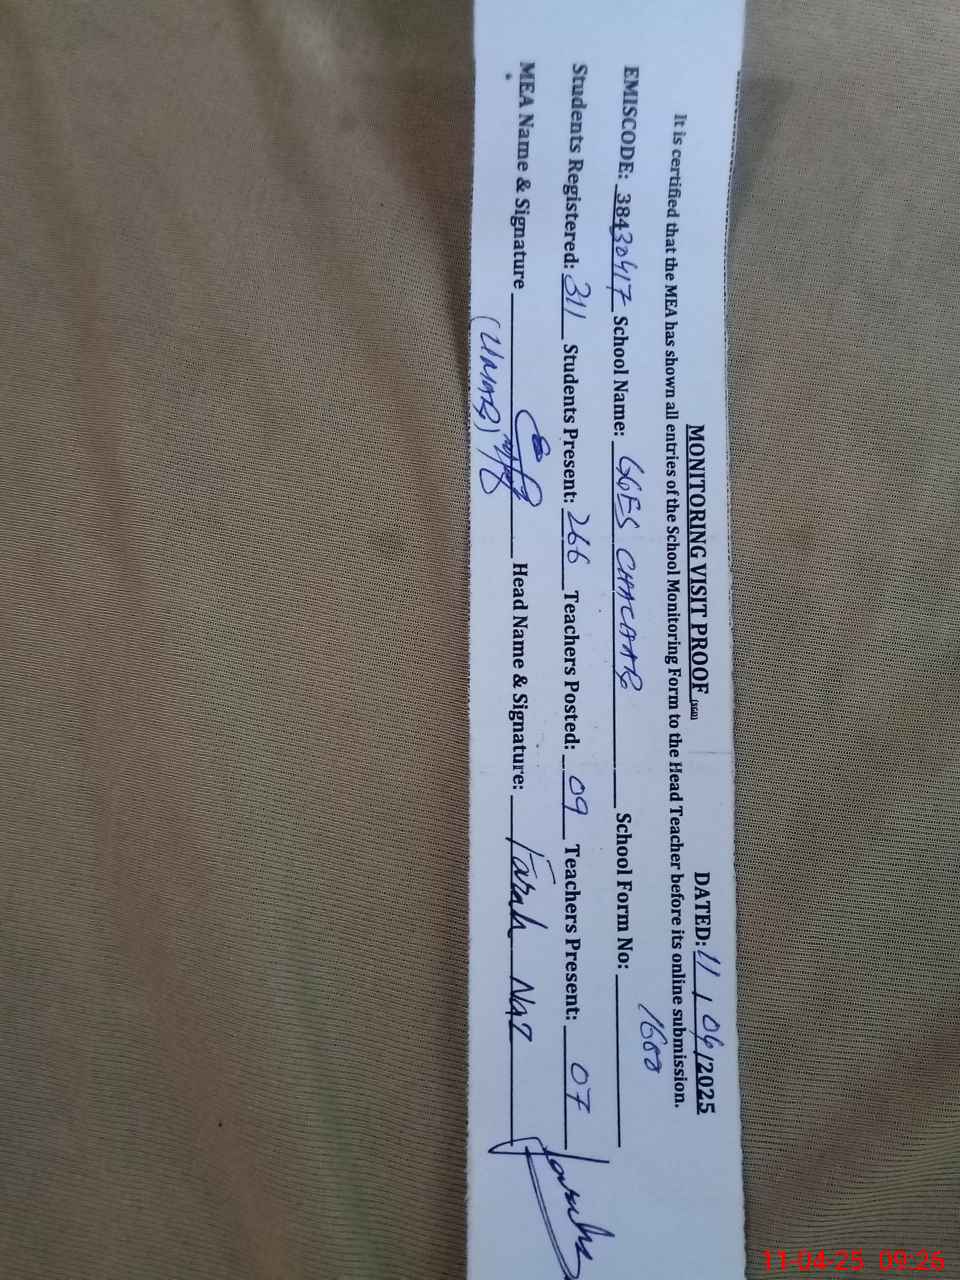 MONITORING VISIT PROOF DATED: 11 / 04 /2025
It is certified that the MEA has shown all entries of the School Monitoring Form to the Head Teacher before its online submission.
EMISCODE: 38430417 School Name: GGES CHACAAR School Form No: 1600
Students Registered: 311 Students Present: 266 Teachers Posted: 09 Teachers Present: 07
MEA Name & Signature Head Name & Signature: Farah Naz
(UMAR)
11-04-25 09:26